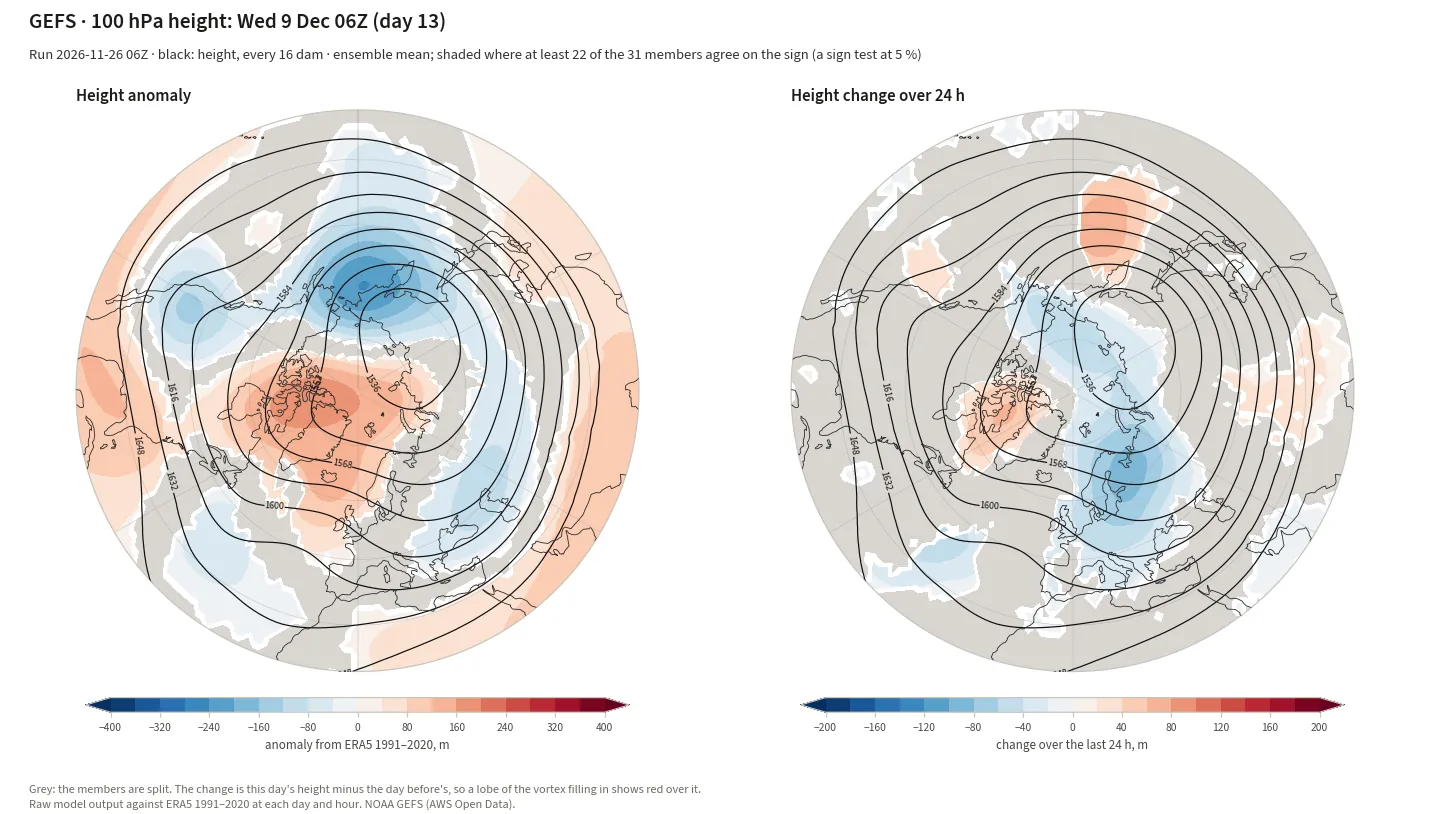 GEFS · 100 hPa height: Wed 9 Dec 06Z (day 13)
Run 2026-11-26 06Z · black: height, every 16 dam · ensemble mean; shaded where at least 22 of the 31 members agree on the sign (a sign test at 5 %)
Height anomaly
Height change over 24 h
1584
1536
1616
1648
1632
1568
1600
1584
1536
1616
1648
1632
1568
1600
−400 −320 −240 −160 −80 0 80 160 240 320 400
anomaly from ERA5 1991–2020, m
−200 −160 −120 −80 −40 0 40 80 120 160 200
change over the last 24 h, m
Grey: the members are split. The change is this day's height minus the day before's, so a lobe of the vortex filling in shows red over it.
Raw model output against ERA5 1991–2020 at each day and hour. NOAA GEFS (AWS Open Data).